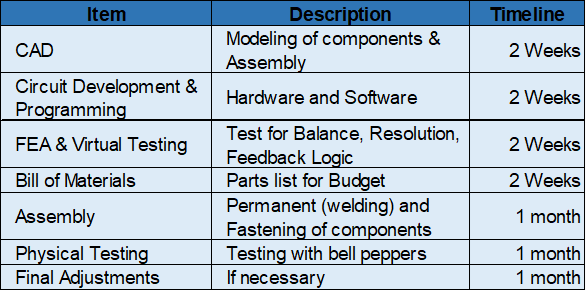 Item Description Timeline
CAD Modeling of components & Assembly 2 Weeks
Circuit Development & Programming Hardware and Software 2 Weeks
FEA & Virtual Testing Test for Balance, Resolution, Feedback Logic 2 Weeks
Bill of Materials Parts list for Budget 2 Weeks
Assembly Permanent (welding) and Fastening of components 1 month
Physical Testing Testing with bell peppers 1 month
Final Adjustments If necessary 1 month